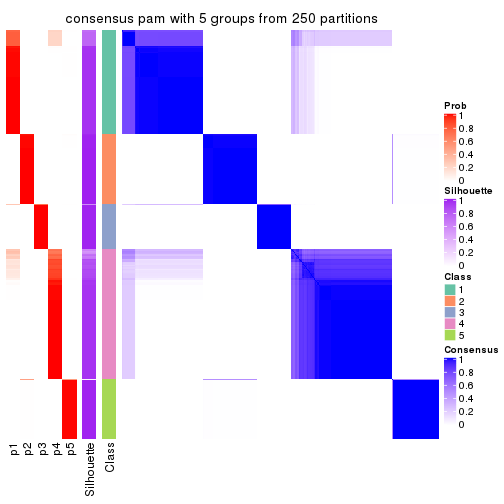 consensus pam with 5 groups from 250 partitions
Prob
1
0.8
0.6
0.4
0.2
0
Silhouette
1
0.8
0.6
0.4
0.2
0
Class
1
2
3
4
5
Consensus
1
0.8
0.6
0.4
0.2
0
p1
p2
p3
p4
p5
Silhouette
Class